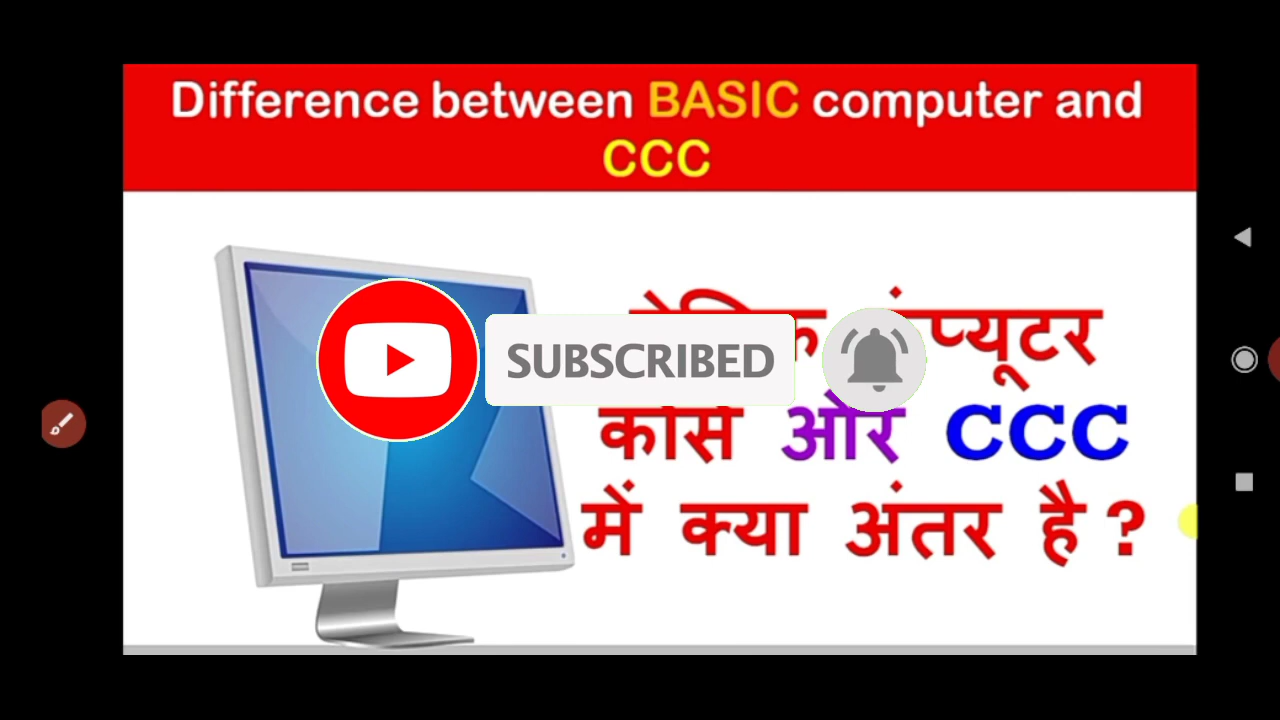 Difference between BASIC computer and
CCC
SUBSCRIBED
और CCC
में क्या अंतर है ?